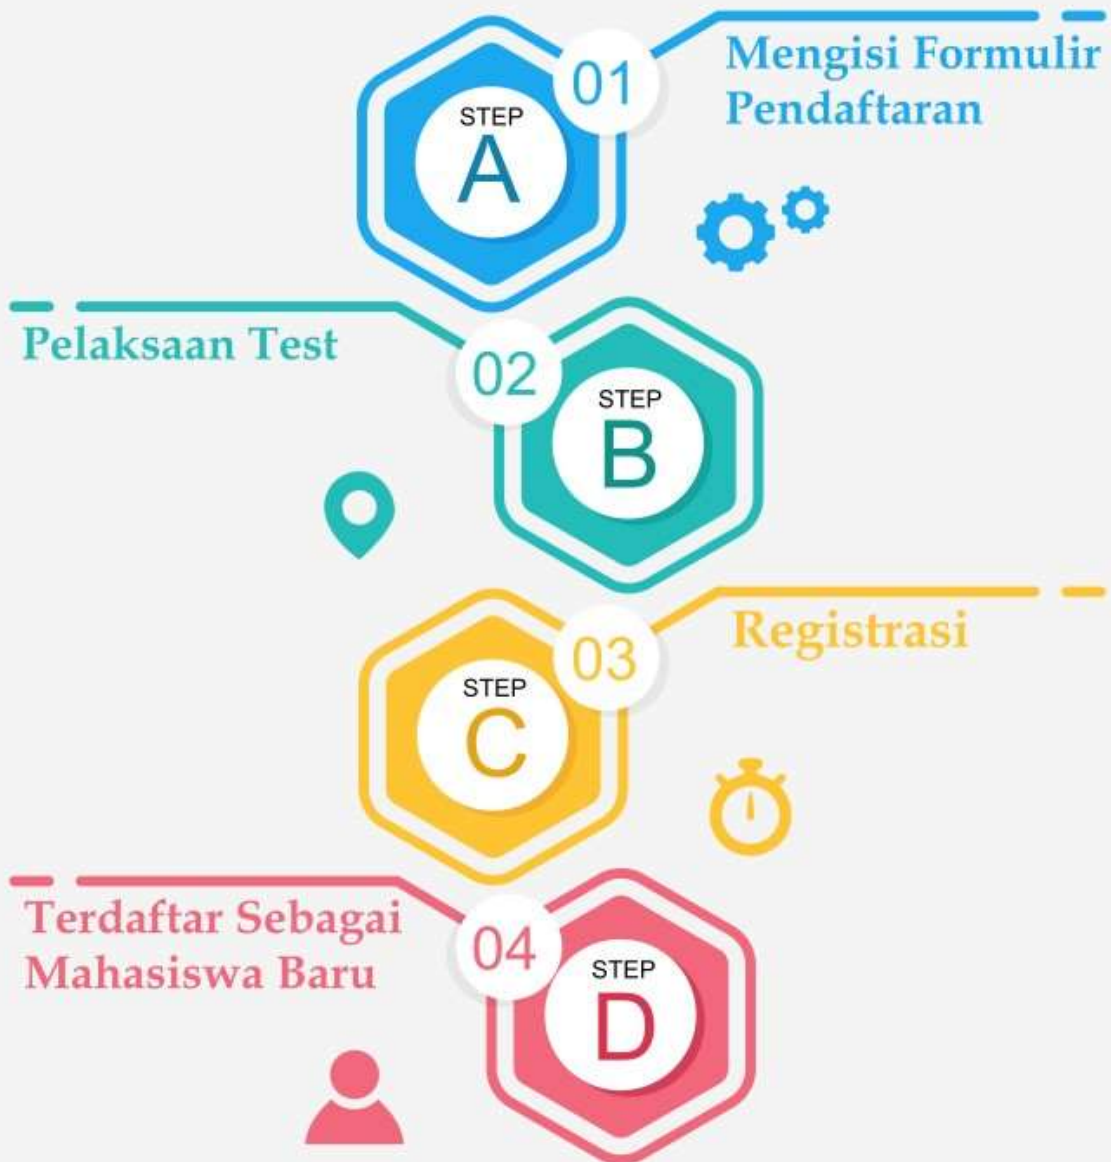 01
Mengisi Formulir
Pendaftaran
STEP
A
Pelaksaan Test
02
STEP
B
03
Registrasi
STEP
C
Terdaftar Sebagai
Mahasiswa Baru
04
STEP
D